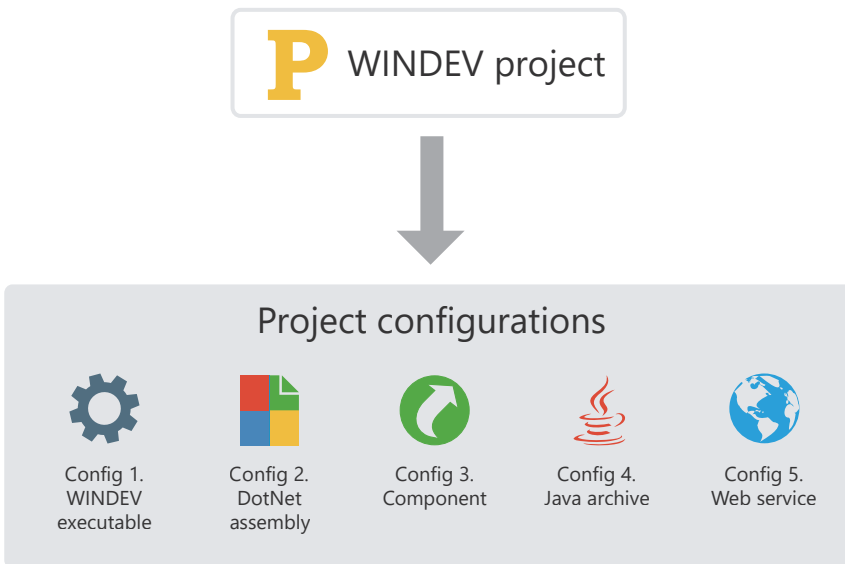 P WINDEV project
Project configurations
Config 1.
WINDEV
executable
Config 2.
DotNet
assembly
Config 3.
Component
Config 4.
Java archive
Config 5.
Web service